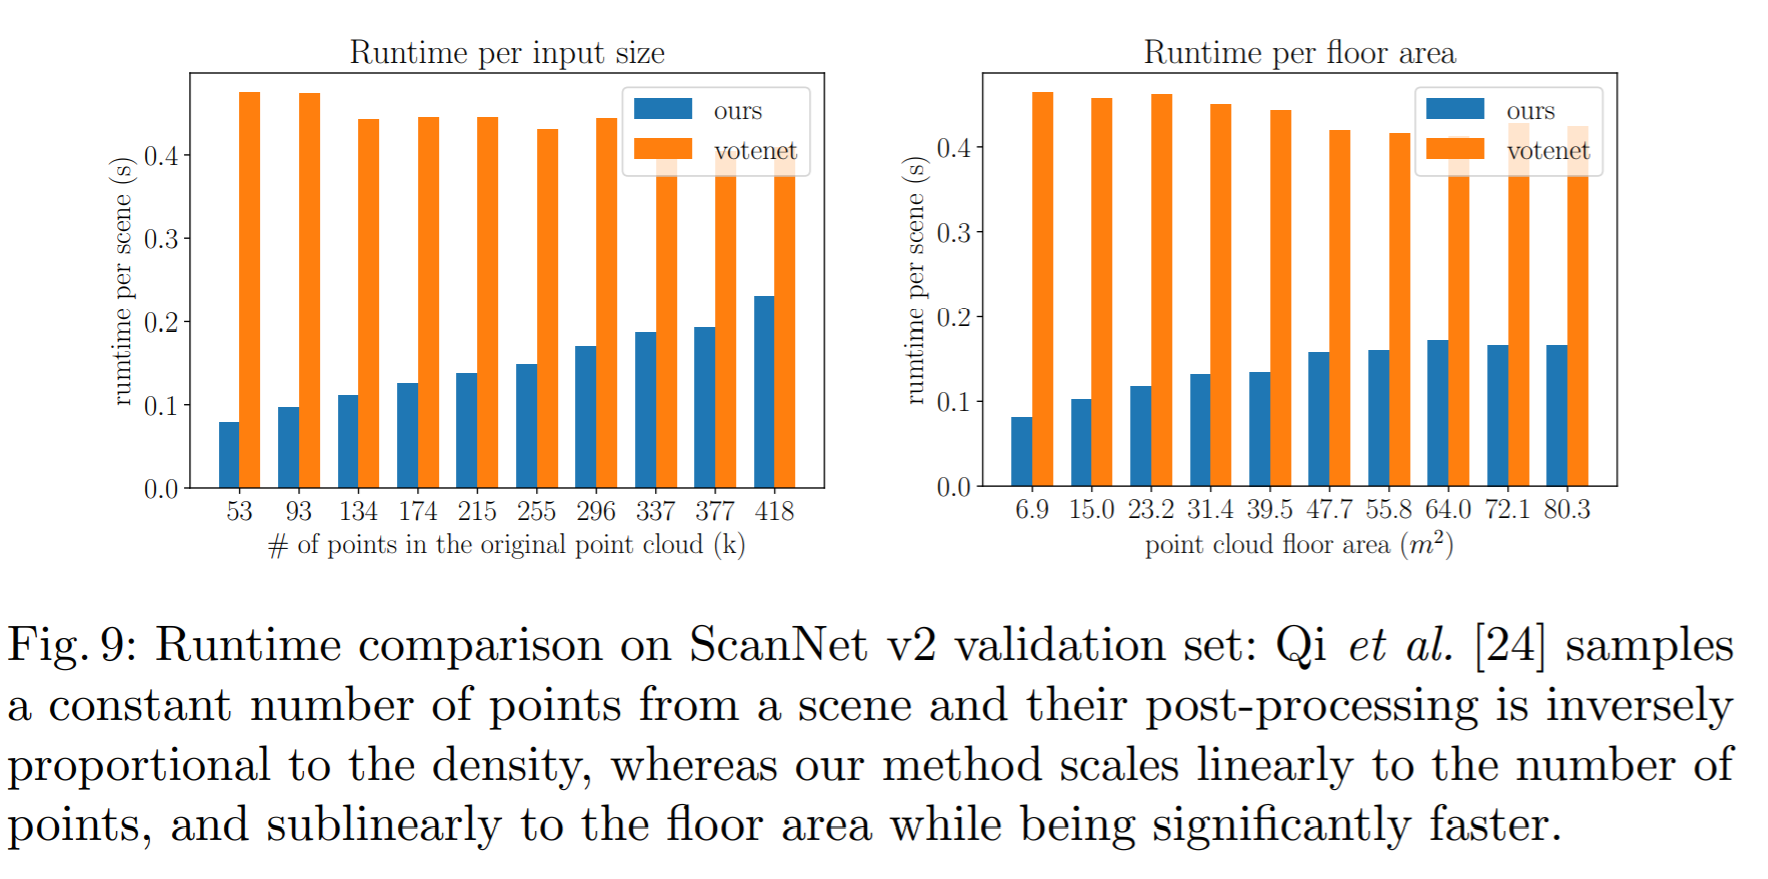 Runtime per input size
ours
votenet
rumtime per scene (s)
0.4
0.3
0.2
0.1
0.0
53 93 134 174 215 255 296 337 377 418
# of points in the original point cloud (k)
Runtime per floor area
ours
votenet
rumtime per scene (s)
0.4
0.3
0.2
0.1
0.0
6.9 15.0 23.2 31.4 39.5 47.7 55.8 64.0 72.1 80.3
point cloud floor area (m²)
Fig. 9: Runtime comparison on ScanNet v2 validation set: Qi et al. [24] samples
a constant number of points from a scene and their post-processing is inversely
proportional to the density, whereas our method scales linearly to the number of
points, and sublinearly to the floor area while being significantly faster.